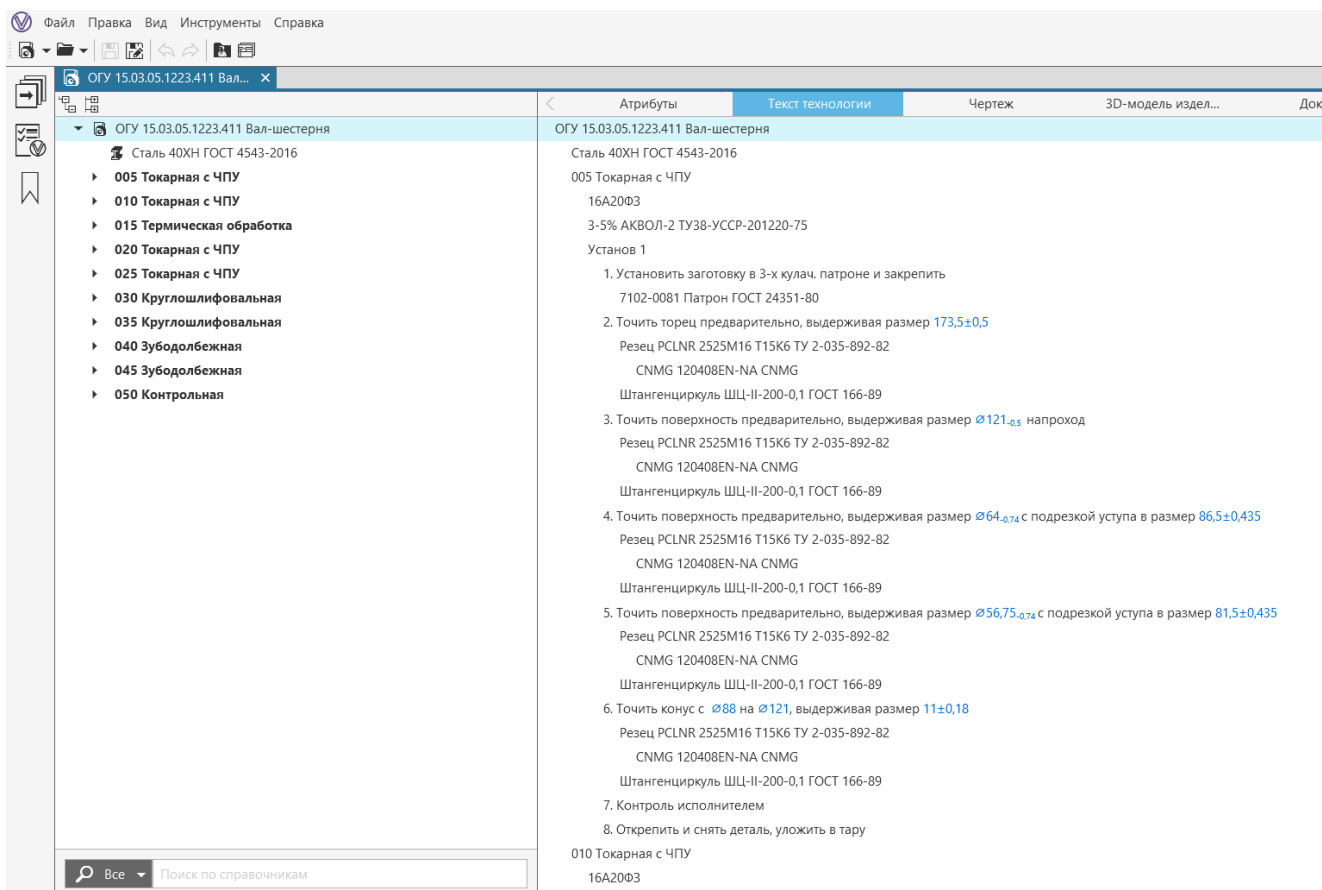 Файл Правка Вид Инструменты Справка
ОГУ 15.03.05.1223.411 Вал... ×
Атрибуты Текст технологии Чертеж 3D-модель издел... Док
ОГУ 15.03.05.1223.411 Вал-шестерня
Сталь 40ХН ГОСТ 4543-2016
005 Токарная с ЧПУ
010 Токарная с ЧПУ
015 Термическая обработка
020 Токарная с ЧПУ
025 Токарная с ЧПУ
030 Круглошлифовальная
035 Круглошлифовальная
040 Зубодолбежная
045 Зубодолбежная
050 Контрольная
Все Поиск по справочникам
ОГУ 15.03.05.1223.411 Вал-шестерня
Сталь 40ХН ГОСТ 4543-2016
005 Токарная с ЧПУ
16А20Ф3
3-5% АКВОЛ-2 ТУ38-УССР-201220-75
Установ 1
1. Установить заготовку в 3-х кулач. патроне и закрепить
7102-0081 Патрон ГОСТ 24351-80
2. Точить торец предварительно, выдерживая размер 173,5±0,5
Резец PCLNR 2525M16 Т15К6 ТУ 2-035-892-82
CNMG 120408EN-NA CNMG
Штангенциркуль ШЦ-II-200-0,1 ГОСТ 166-89
3. Точить поверхность предварительно, выдерживая размер ⌀121-0,5 напроход
Резец PCLNR 2525M16 Т15К6 ТУ 2-035-892-82
CNMG 120408EN-NA CNMG
Штангенциркуль ШЦ-II-200-0,1 ГОСТ 166-89
4. Точить поверхность предварительно, выдерживая размер ⌀64-0,74 с подрезкой уступа в размер 86,5±0,435
Резец PCLNR 2525M16 Т15К6 ТУ 2-035-892-82
CNMG 120408EN-NA CNMG
Штангенциркуль ШЦ-II-200-0,1 ГОСТ 166-89
5. Точить поверхность предварительно, выдерживая размер ⌀56,75-0,74 с подрезкой уступа в размер 81,5±0,435
Резец PCLNR 2525M16 Т15К6 ТУ 2-035-892-82
CNMG 120408EN-NA CNMG
Штангенциркуль ШЦ-II-200-0,1 ГОСТ 166-89
6. Точить конус с ⌀88 на ⌀121, выдерживая размер 11±0,18
Резец PCLNR 2525M16 Т15К6 ТУ 2-035-892-82
CNMG 120408EN-NA CNMG
Штангенциркуль ШЦ-II-200-0,1 ГОСТ 166-89
7. Контроль исполнителем
8. Открепить и снять деталь, уложить в тару
010 Токарная с ЧПУ
16А20Ф3